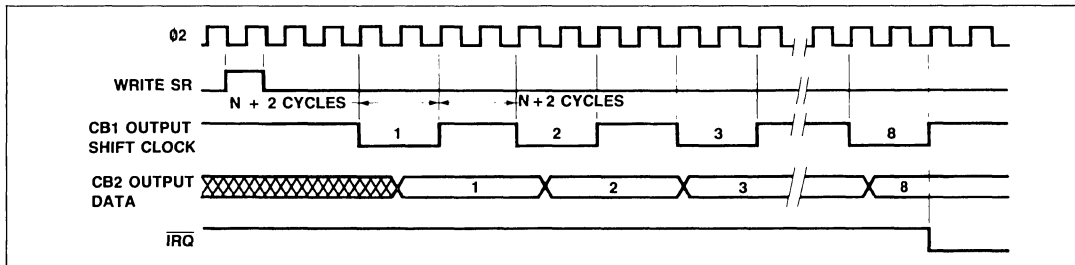 Ø2
WRITE SR
N + 2 CYCLES N + 2 CYCLES
CB1 OUTPUT
SHIFT CLOCK
1 2 3 8
CB2 OUTPUT
DATA
1 2 3 8
IRQ